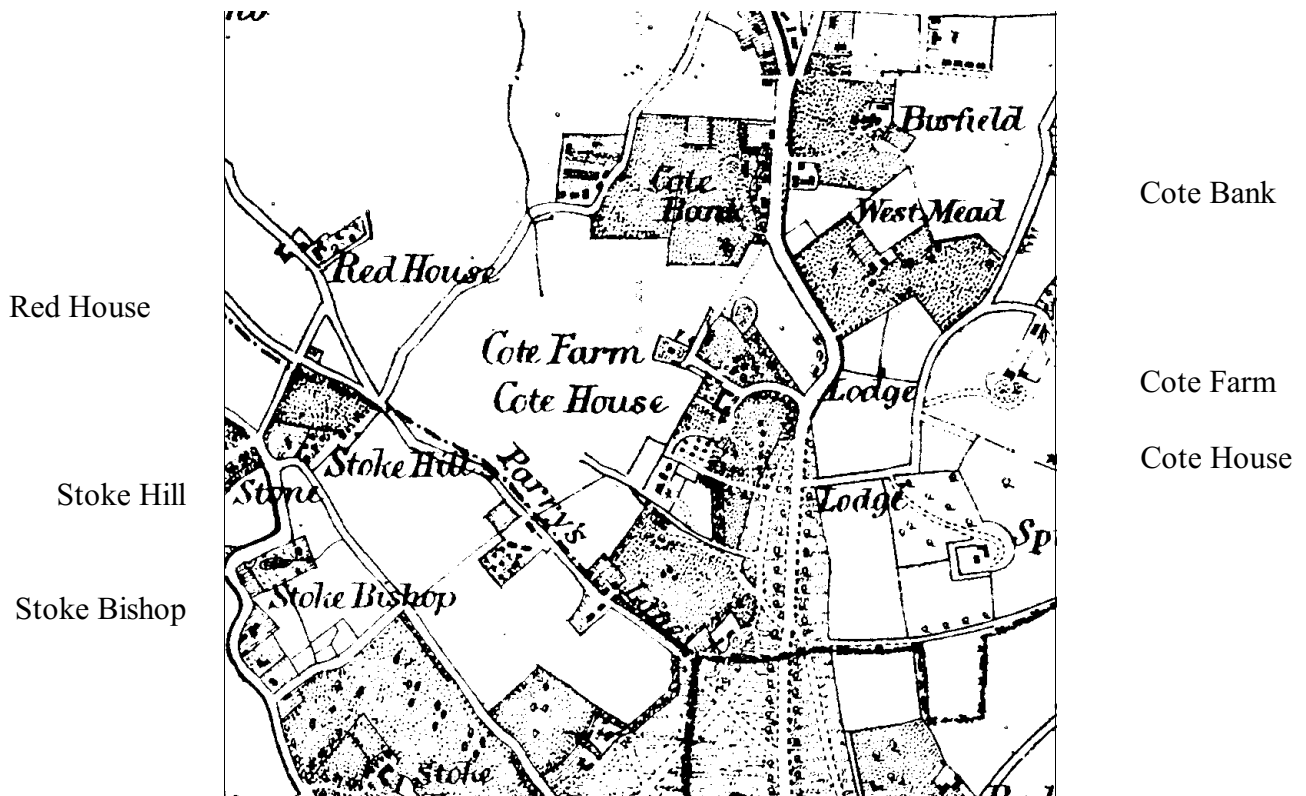 Burfield
Cote
Bank
Cote Bank
West Mead
Red House
Red House
Cote Farm
Cote House
Lodge
Cote Farm
Cote House
Parry's
Stoke Hill
Stone
Lodge
Stoke Hill
Sp
Stoke Bishop
Lane
Stoke Bishop
Stoke